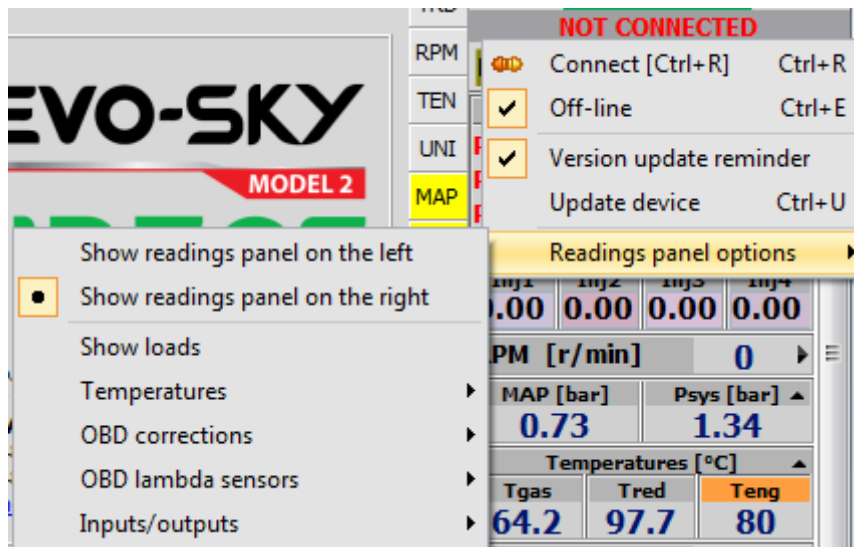 NOT CONNECTED
RPM
TEN
UNI
MAP
EVO-SKY
MODEL 2
Connect [Ctrl+R] Ctrl+R
Off-line Ctrl+E
Version update reminder
Update device Ctrl+U
Readings panel options
Show readings panel on the left
Show readings panel on the right
Show loads
Temperatures
OBD corrections
OBD lambda sensors
Inputs/outputs
Inj1 Inj2 Inj3 Inj4
0.00 0.00 0.00
[r/min] 0
MAP [bar] Psys [bar]
0.73 1.34
Temperatures [°C]
Tgas Tred Teng
64.2 97.7 80